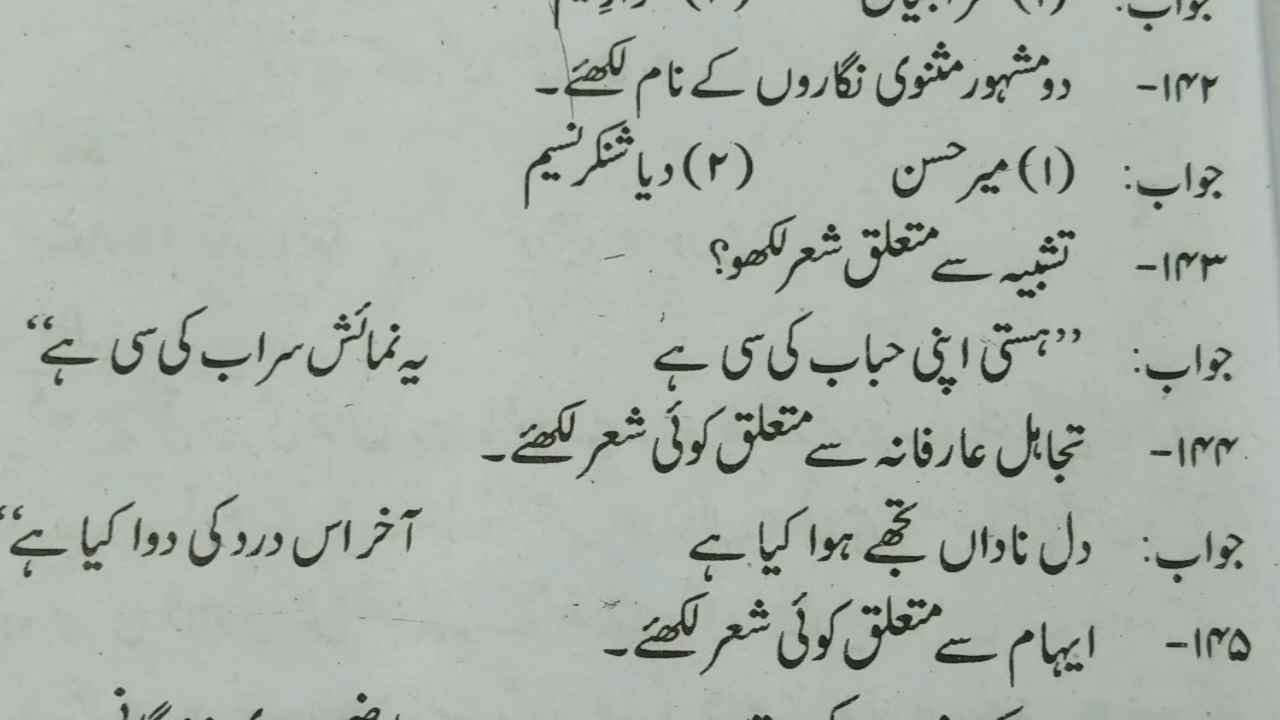 جواب: (۱) (۲)
۱۴۲- دو مشہور مثنوی نگاروں کے نام لکھئے۔
جواب: (۱) میر حسن (۲) دیا شنکر نسیم
۱۴۳- تشبیہ سے متعلق شعر لکھو؟
جواب: ”ہستی اپنی حباب کی سی ہے یہ نمائش سراب کی سی ہے“
۱۴۴- تجاہل عارفانہ سے متعلق کوئی شعر لکھئے۔
جواب: دل ناداں تجھے ہوا کیا ہے آخر اس درد کی دوا کیا ہے“
۱۴۵- ایہام سے متعلق کوئی شعر لکھئے۔